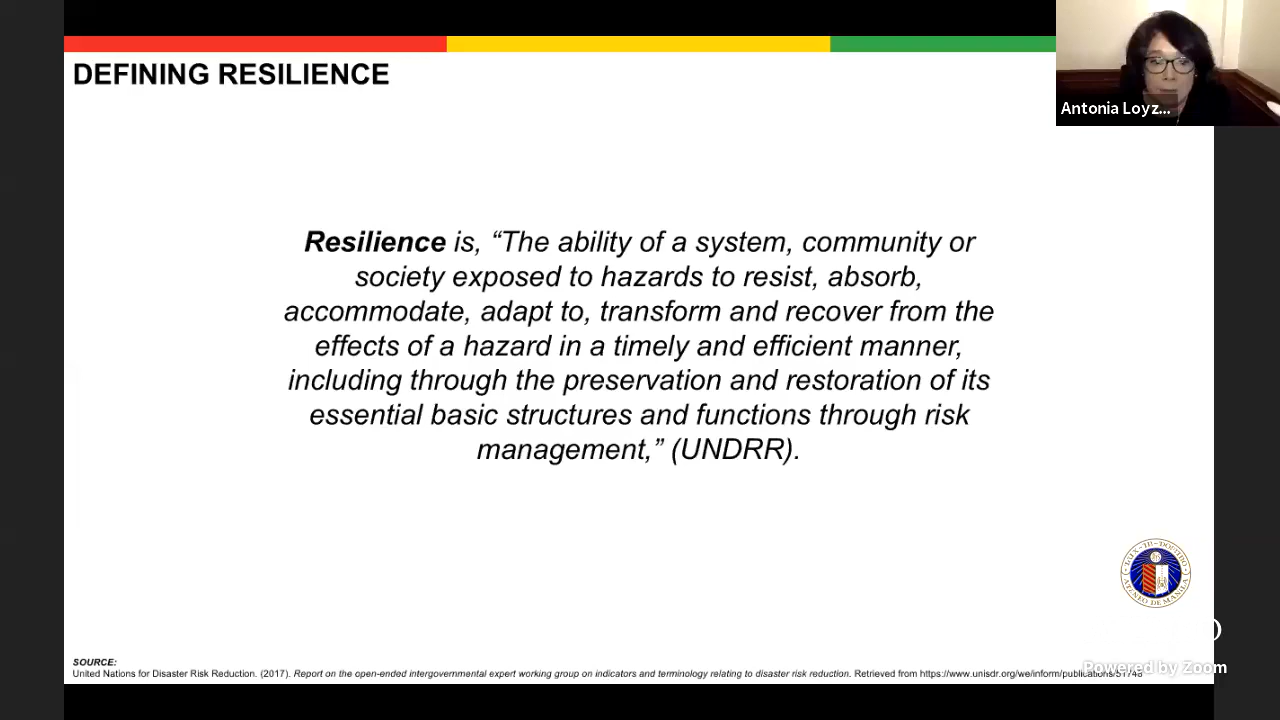 DEFINING RESILIENCE
Antonia Loyz...
Resilience is, “The ability of a system, community or
society exposed to hazards to resist, absorb,
accommodate, adapt to, transform and recover from the
effects of a hazard in a timely and efficient manner,
including through the preservation and restoration of its
essential basic structures and functions through risk
management,” (UNDRR).
ATENEO DE MANILA
SOURCE:
United Nations for Disaster Risk Reduction. (2017). Report on the open-ended intergovernmental expert working group on indicators and terminology relating to disaster risk reduction. Retrieved from https://www.unisdr.org/we/inform/publications/51748
Powered by Zoom